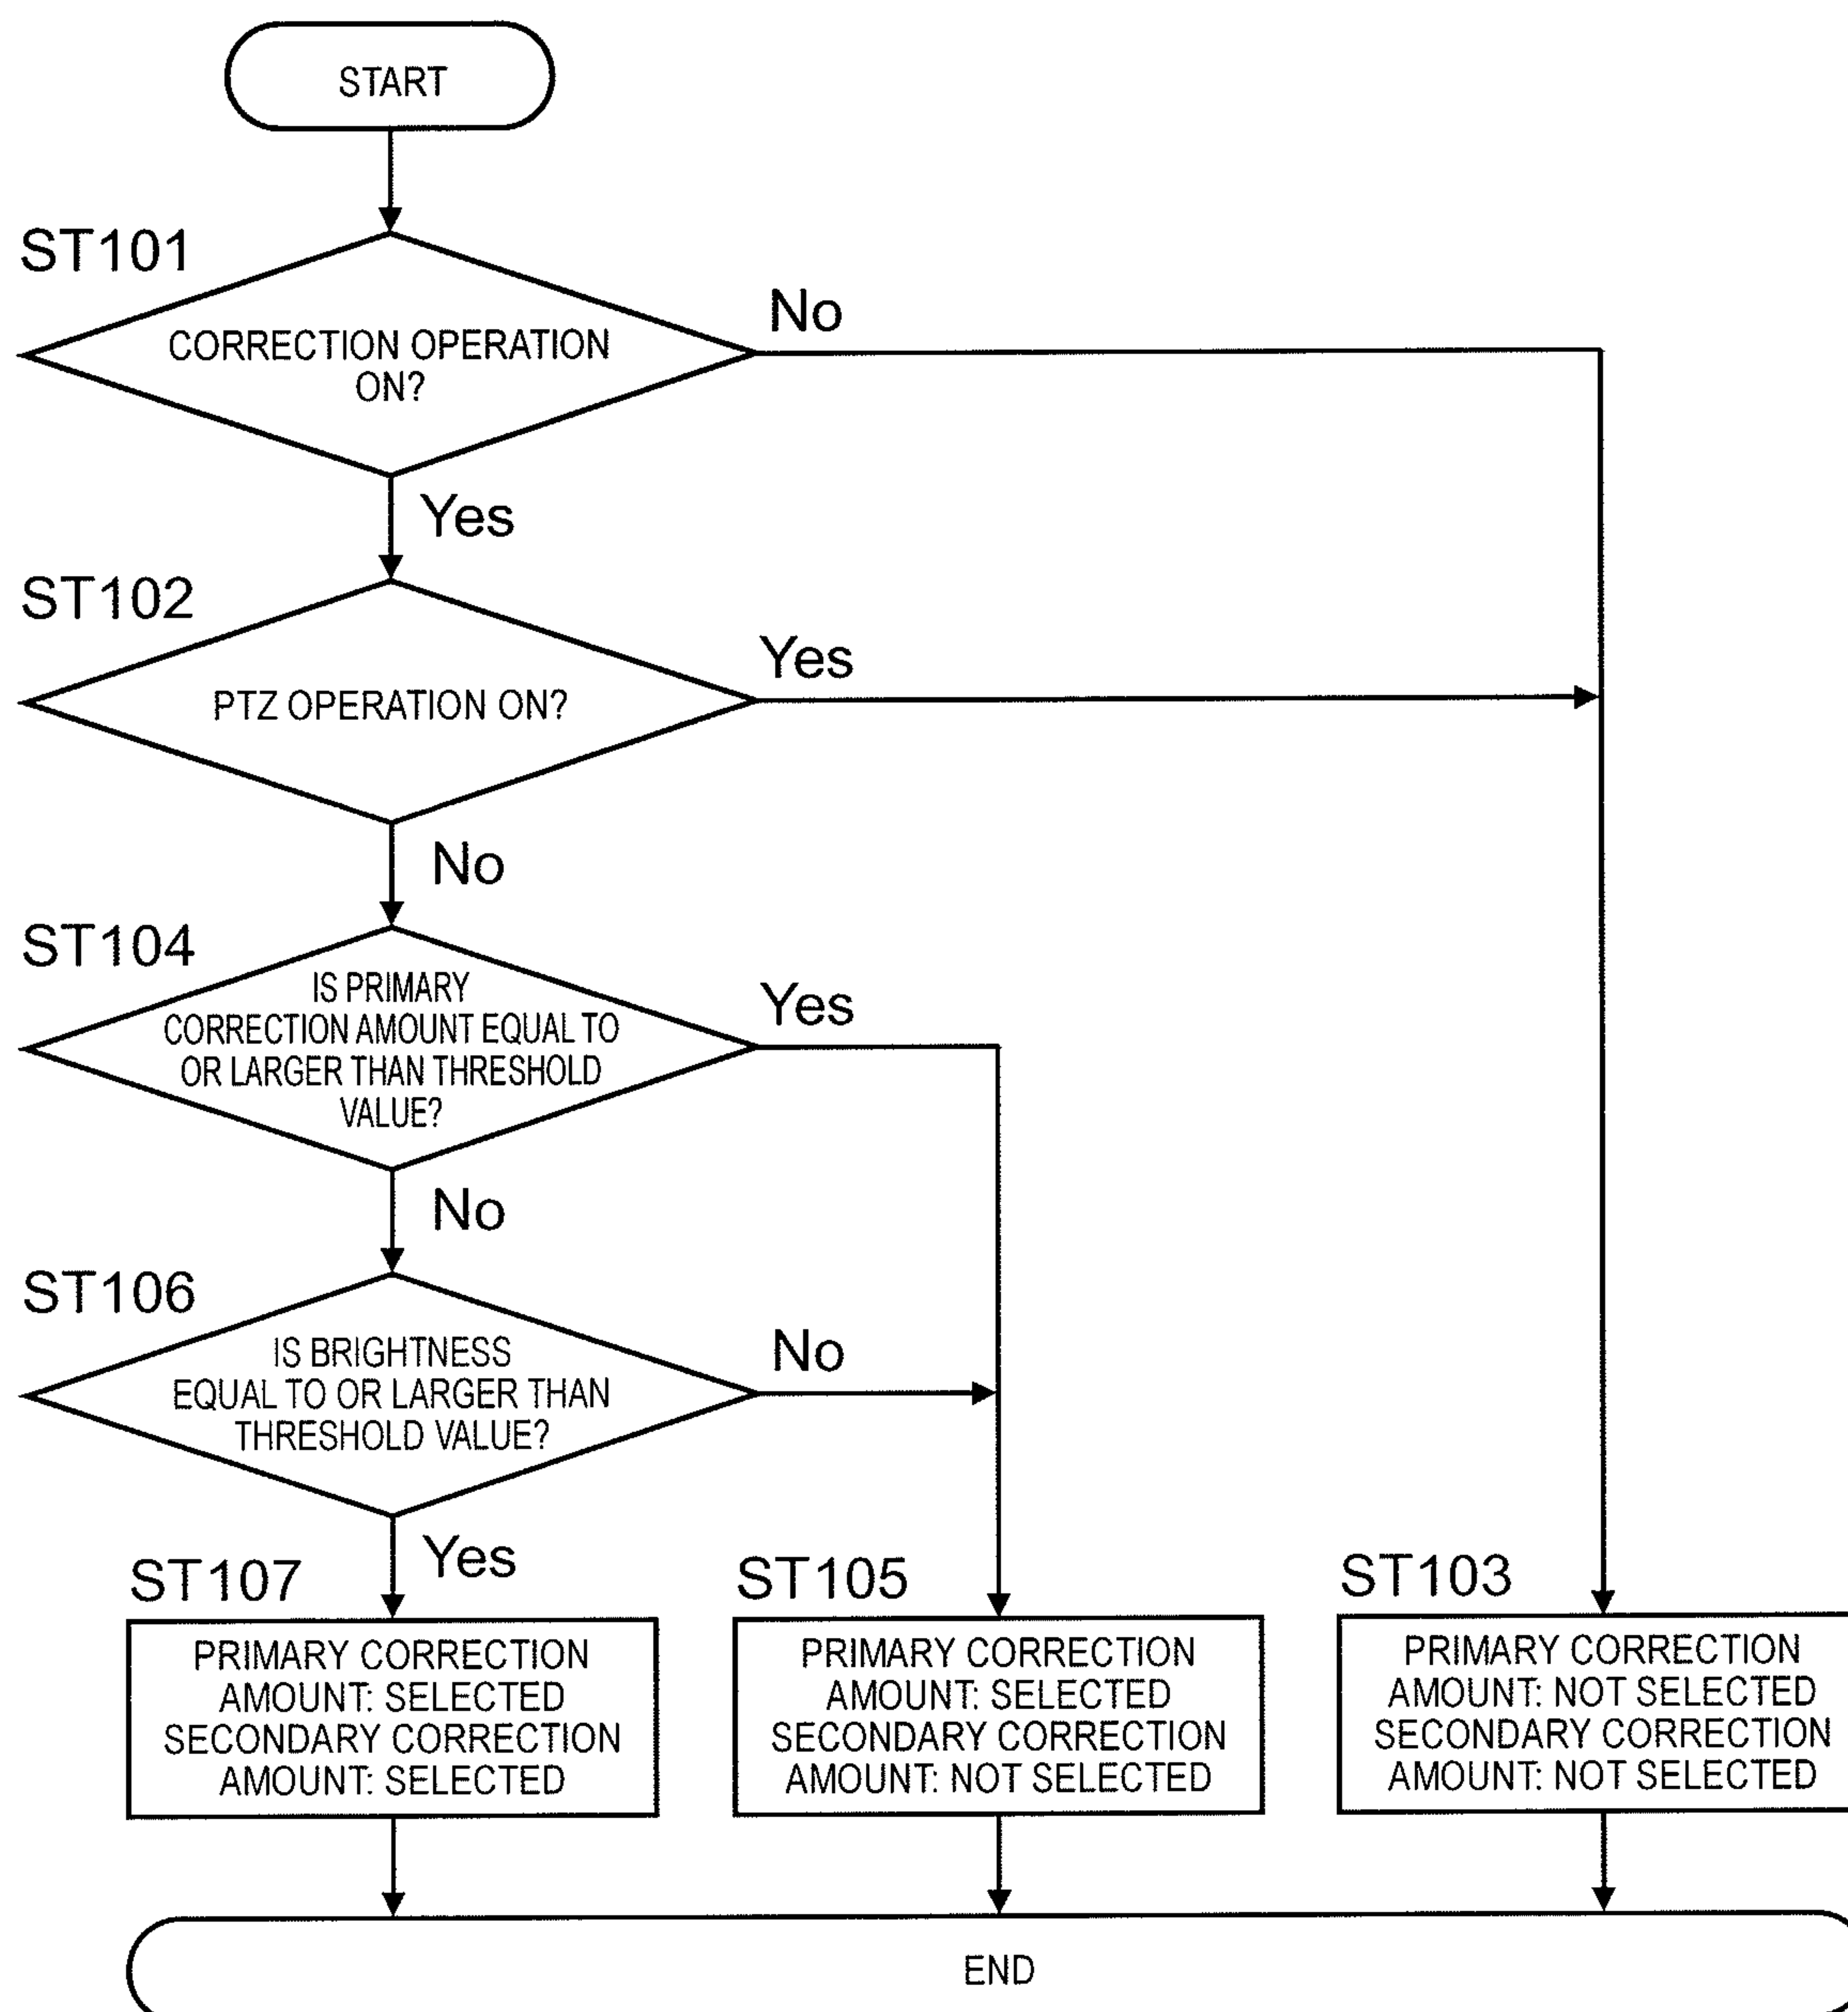 START
ST101
CORRECTION OPERATION
ON?
No
Yes
ST102
PTZ OPERATION ON?
Yes
No
ST104
IS PRIMARY
CORRECTION AMOUNT EQUAL TO
OR LARGER THAN THRESHOLD
VALUE?
Yes
No
ST106
IS BRIGHTNESS
EQUAL TO OR LARGER THAN
THRESHOLD VALUE?
No
Yes
ST107
PRIMARY CORRECTION
AMOUNT: SELECTED
SECONDARY CORRECTION
AMOUNT: SELECTED
ST105
PRIMARY CORRECTION
AMOUNT: SELECTED
SECONDARY CORRECTION
AMOUNT: NOT SELECTED
ST103
PRIMARY CORRECTION
AMOUNT: NOT SELECTED
SECONDARY CORRECTION
AMOUNT: NOT SELECTED
END